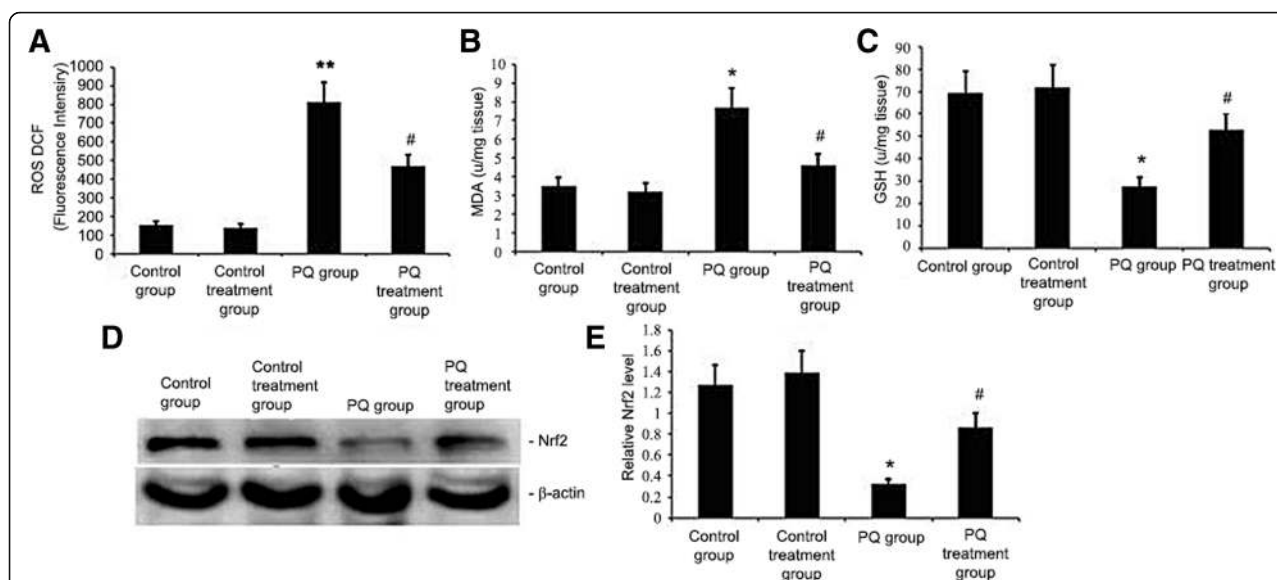 A
ROS DCF
(Fluorescence Intensiry)
1000
900
800
700
600
500
400
300
200
100
0
**
#
Control
group
Control
treatment
group
PQ group
PQ
treatment
group
B
MDA (u/mg tissue)
10
9
8
7
6
5
4
3
2
1
0
*
#
Control
group
Control
treatment
group
PQ group
PQ
treatment
group
C
GSH (u/mg tissue)
90
80
70
60
50
40
30
20
10
0
*
#
Control group
Control
treatment
group
PQ group
PQ treatment
group
D
Control
group
Control
treatment
group
PQ group
PQ
treatment
group
- Nrf2
- β-actin
E
Relative Nrf2 level
1.8
1.6
1.4
1.2
1
0.8
0.6
0.4
0.2
0
*
#
Control
group
Control
treatment
group
PQ group
PQ
treatment
group